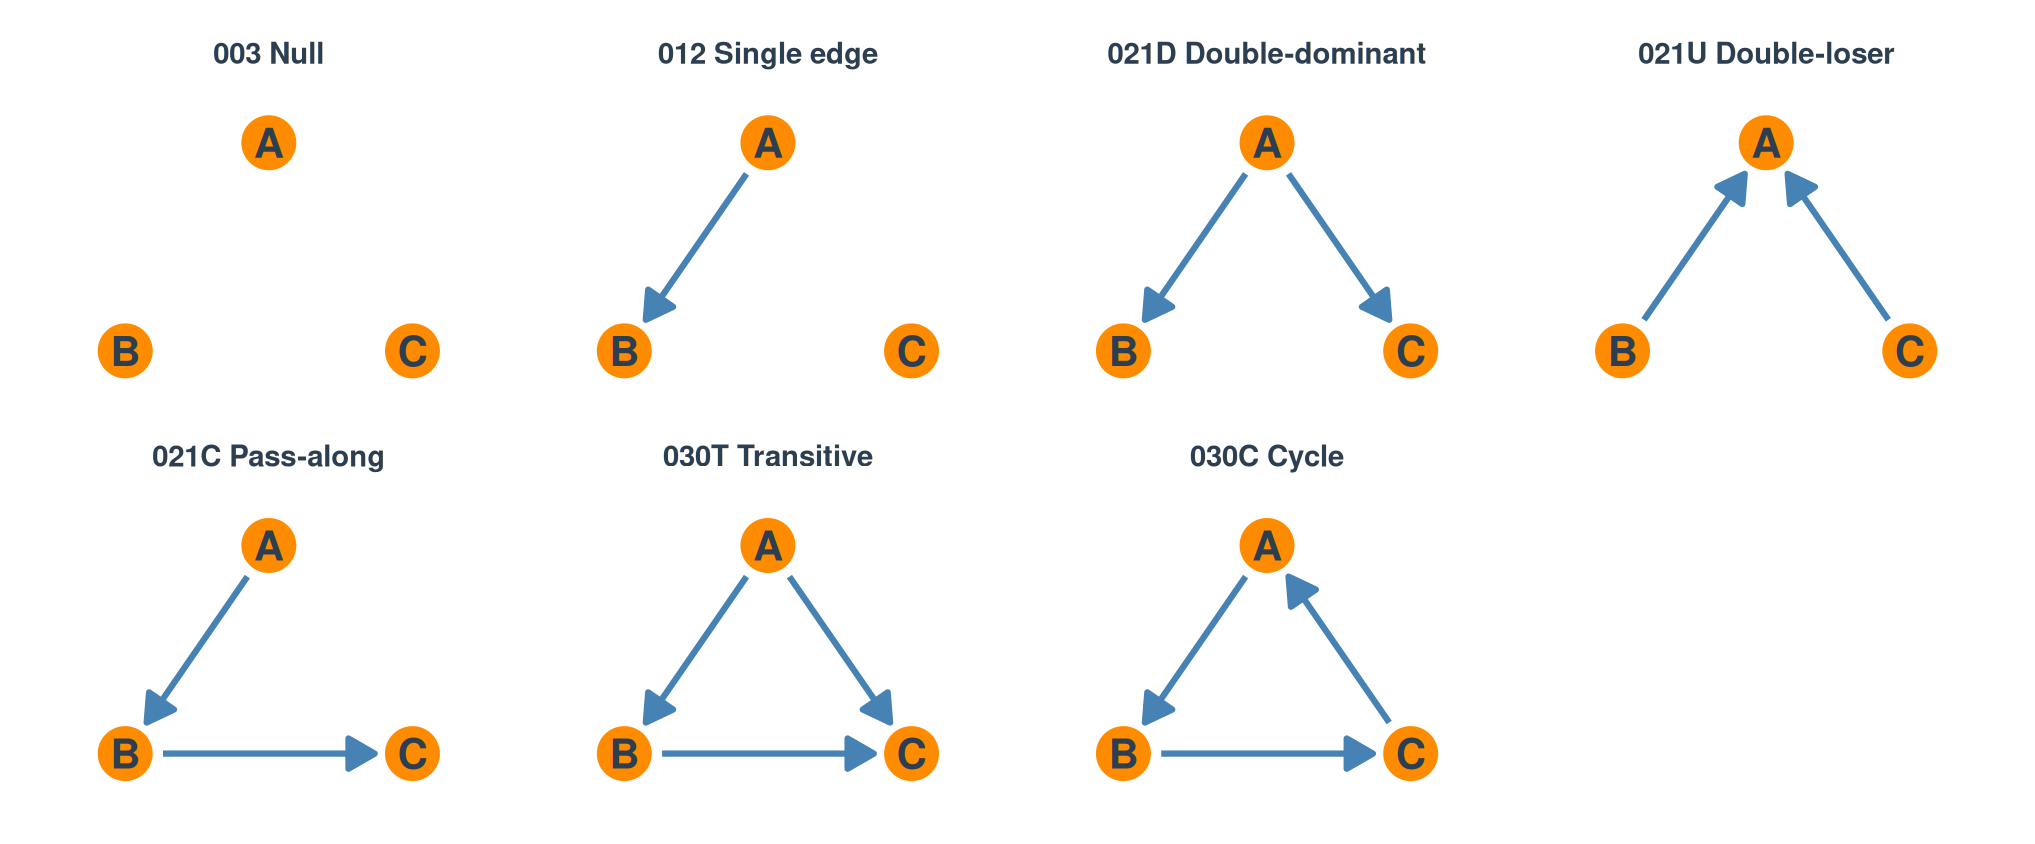 003 Null
012 Single edge
021D Double-dominant
021U Double-loser
A
A
A
A
B
C
B
C
B
C
B
C
021C Pass-along
030T Transitive
030C Cycle
A
A
A
B
C
B
C
B
C